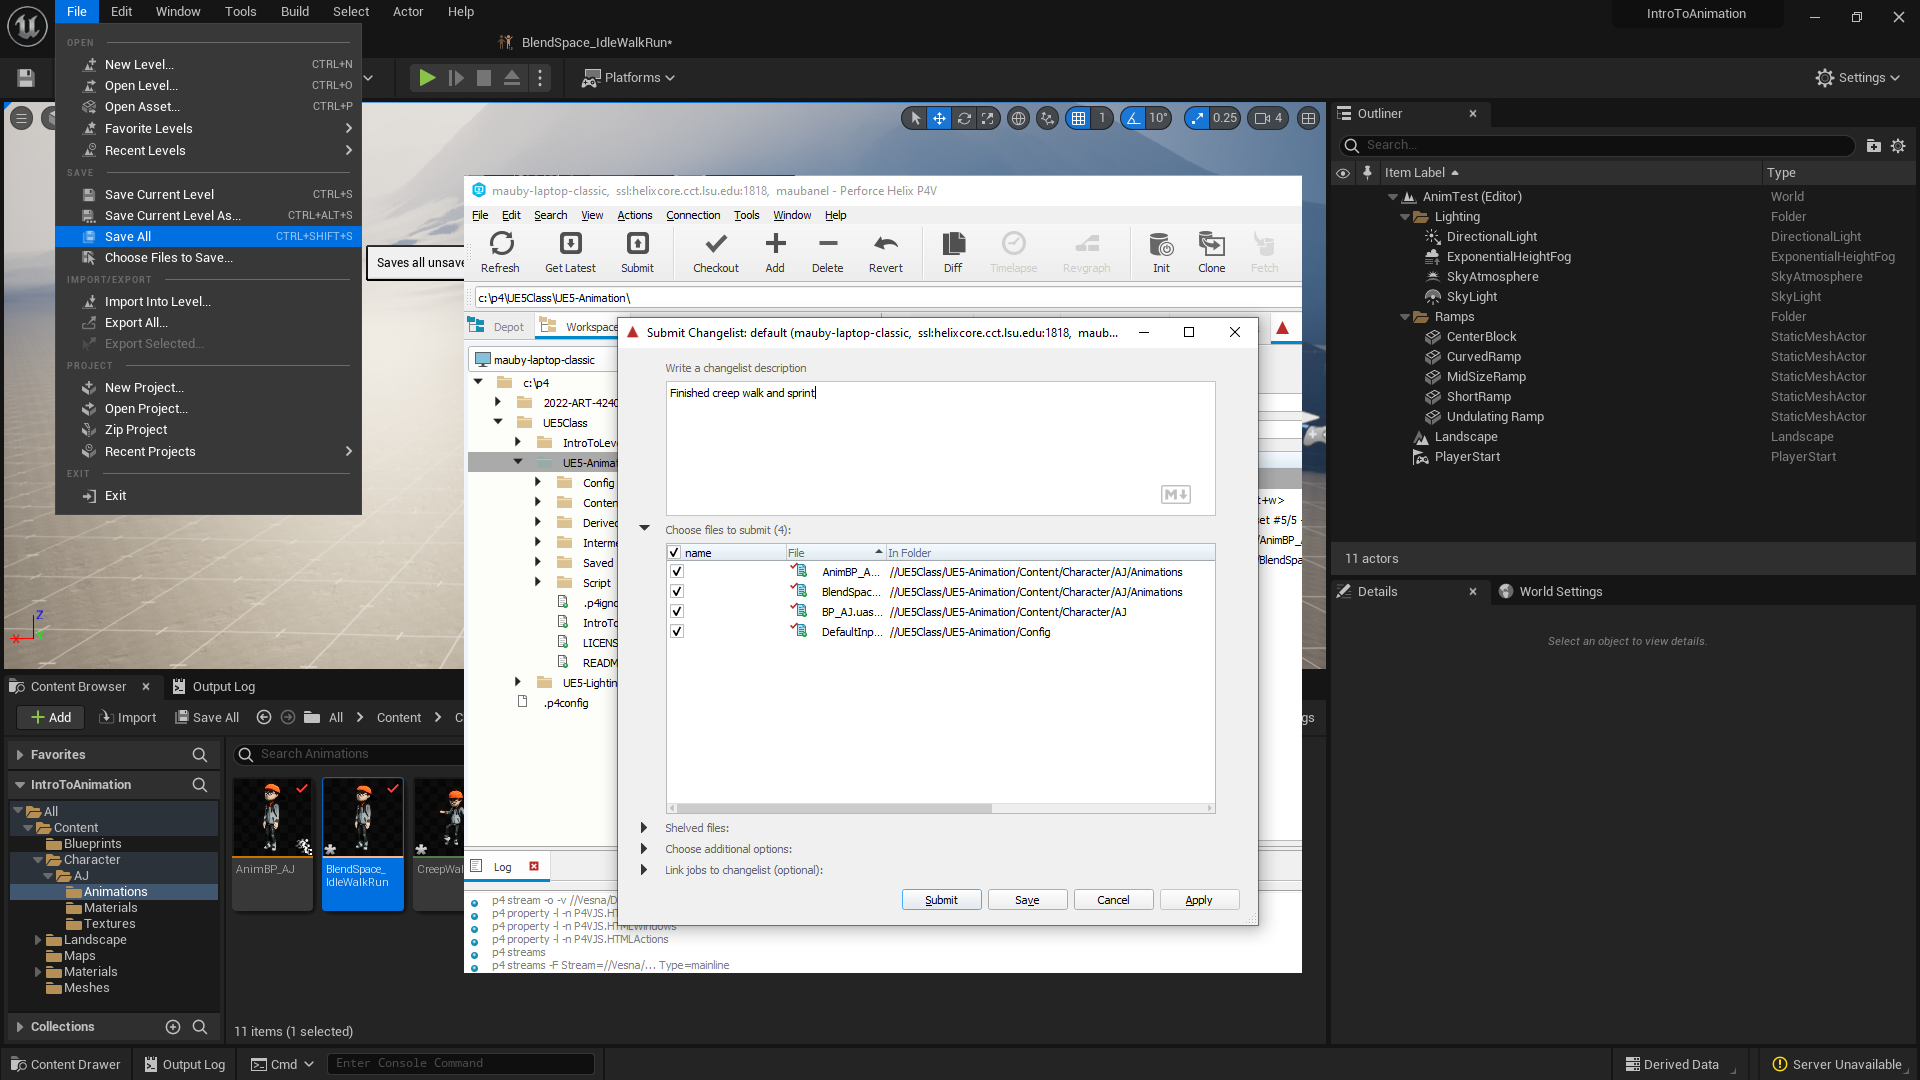 File Edit Window Tools Build Select Actor Help
IntroToAnimation
BlendSpace_IdleWalkRun*
Platforms
Settings
OPEN
New Level... CTRL+N
Open Level... CTRL+O
Open Asset... CTRL+P
Favorite Levels
Recent Levels
SAVE
Save Current Level CTRL+S
Save Current Level As... CTRL+ALT+S
Save All CTRL+SHIFT+S
Choose Files to Save...
IMPORT/EXPORT
Import Into Level...
Export All...
Export Selected...
PROJECT
New Project...
Open Project...
Zip Project
Recent Projects
EXIT
Exit
Saves all unsave
1 10° 0.25 4
mauby-laptop-classic, ssl:helixcore.cct.lsu.edu:1818, maubanel - Perforce Helix P4V
File Edit Search View Actions Connection Tools Window Help
Refresh Get Latest Submit Checkout Add Delete Revert Diff Timelapse Revgraph Init Clone Fetch
c:\p4\UE5Class\UE5-Animation\
Depot Workspace
mauby-laptop-classic
c:\p4
2022-ART-4240
UE5Class
IntroToLeve
UE5-Animat
Config
Conten
Derived
Interme
Saved
Script
.p4igno
IntroTo
LICENS
READM
UE5-Lightin
.p4config
t+w>
set #5/5
/AnimBP_A
/BlendSpac
Submit Changelist: default (mauby-laptop-classic, ssl:helixcore.cct.lsu.edu:1818, maub...
Write a changelist description
Finished creep walk and sprint
M
Choose files to submit (4):
name File In Folder
AnimBP_A... //UE5Class/UE5-Animation/Content/Character/AJ/Animations
BlendSpac... //UE5Class/UE5-Animation/Content/Character/AJ/Animations
BP_AJ.uas... //UE5Class/UE5-Animation/Content/Character/AJ
DefaultInp... //UE5Class/UE5-Animation/Config
Shelved files:
Choose additional options:
Link jobs to changelist (optional):
Submit Save Cancel Apply
Log
p4 stream -o -v //Vesna/D
p4 property -l -n P4VJS.HT
p4 property -l -n P4VJS.HTMLWindows
p4 property -l -n P4VJS.HTMLActions
p4 streams
p4 streams -F Stream=//Vesna/... Type=mainline
Outliner
Search...
Item Label Type
AnimTest (Editor) World
Lighting Folder
DirectionalLight DirectionalLight
ExponentialHeightFog ExponentialHeightFog
SkyAtmosphere SkyAtmosphere
SkyLight SkyLight
Ramps Folder
CenterBlock StaticMeshActor
CurvedRamp StaticMeshActor
MidSizeRamp StaticMeshActor
ShortRamp StaticMeshActor
Undulating Ramp StaticMeshActor
Landscape Landscape
PlayerStart PlayerStart
11 actors
Details World Settings
Select an object to view details.
Z
X
Content Browser Output Log
Add Import Save All All Content C
gs
Favorites
Search Animations
IntroToAnimation
All
Content
Blueprints
Character
AJ
Animations
Materials
Textures
Landscape
Maps
Materials
Meshes
Collections
AnimBP_AJ
BlendSpace_
IdleWalkRun
CreepWal
11 items (1 selected)
Content Drawer Output Log Cmd Enter Console Command
Derived Data Server Unavailable